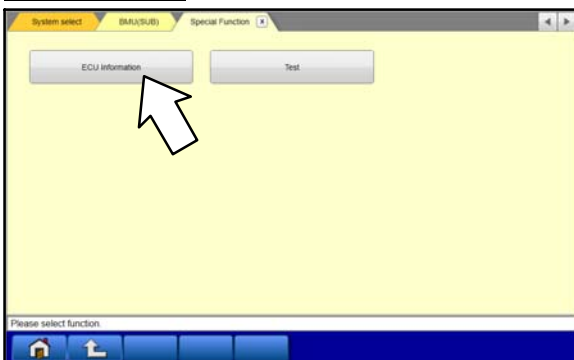 System select BMU(SUB) Special Function x
ECU Information Test
Please select function.